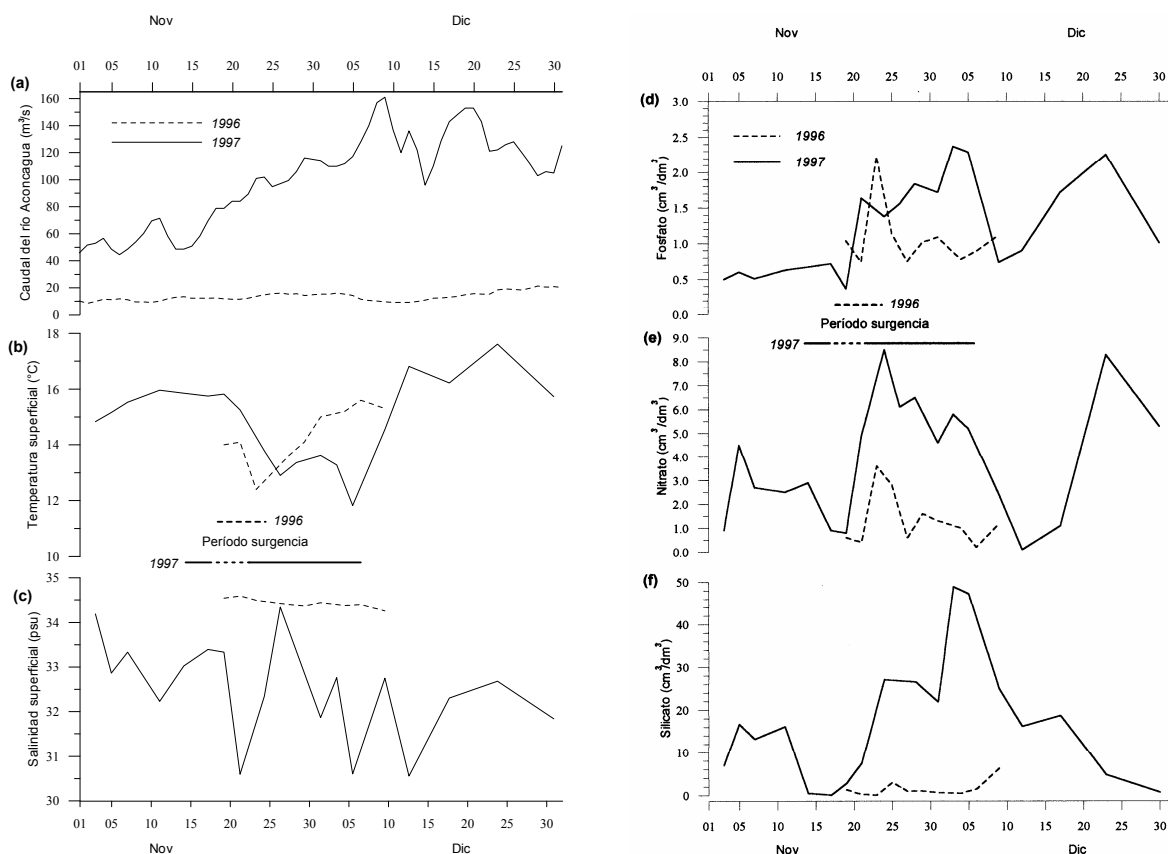 Nov Dic
01 05 10 15 20 25 30 05 10 15 20 25 30
(a)
Caudal del río Aconcagua (m³/s)
160
140
120
100
80
60
40
20
0
1996
1997
(b)
Temperatura superficial (°C)
18
16
14
12
10
1996
Período surgencia
1997
(c)
Salinidad superficial (psu)
35
34
33
32
31
30
01 05 10 15 20 25 30 05 10 15 20 25 30
Nov Dic
Nov Dic
01 05 10 15 20 25 30 05 10 15 20 25 30
(d)
Fosfato (cm³/dm³)
3.0
2.5
2.0
1.5
1.0
0.5
0.0
1996
1997
1996
Período surgencia
1997
(e)
Nitrato (cm³/dm³)
9.0
8.0
7.0
6.0
5.0
4.0
3.0
2.0
1.0
0.0
(f)
Silicato (cm³/dm³)
50
40
30
20
10
0
01 05 10 15 20 25 30 05 10 15 20 25 30
Nov Dic